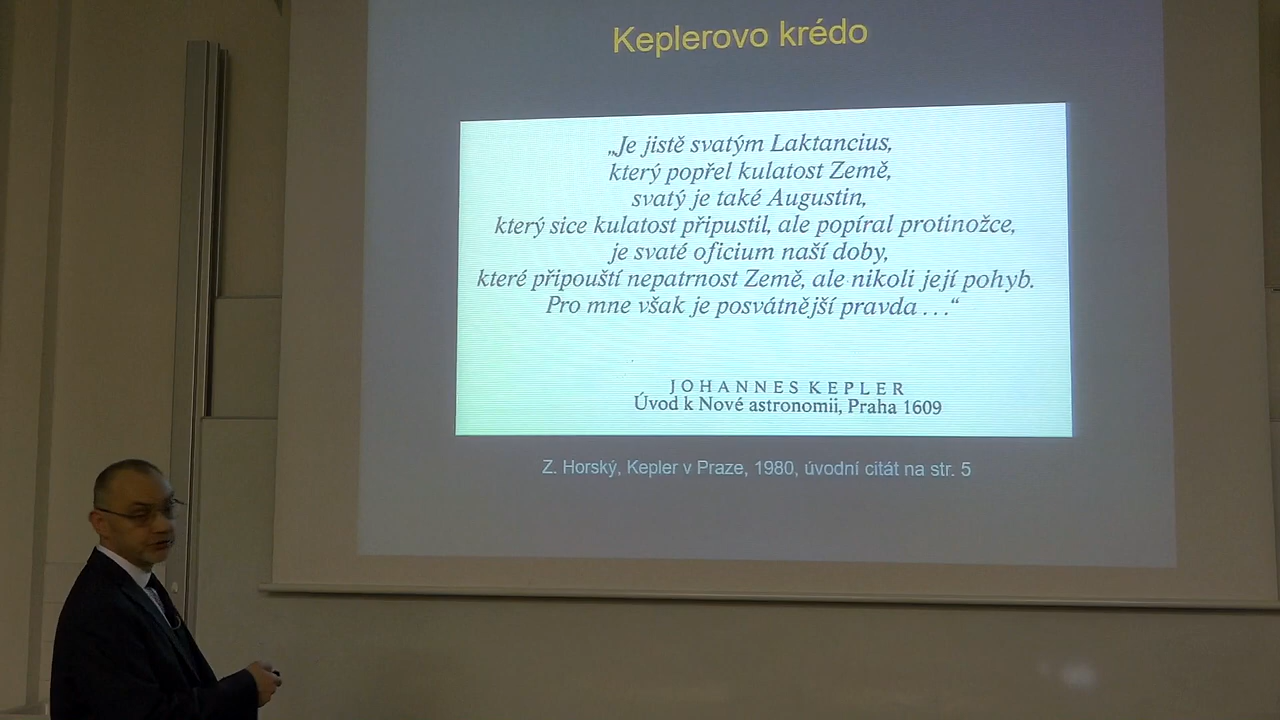 Keplerovo krédo
„Je jistě svatým Laktancius,
který popřel kulatost Země,
svatý je také Augustin,
který sice kulatost připustil, ale popíral protinožce,
je svaté oficium naší doby,
které připouští nepatrnost Země, ale nikoli její pohyb.
Pro mne však je posvátnější pravda . . .“
JOHANNES KEPLER
Úvod k Nové astronomii, Praha 1609
Z. Horský, Kepler v Praze, 1980, úvodní citát na str. 5